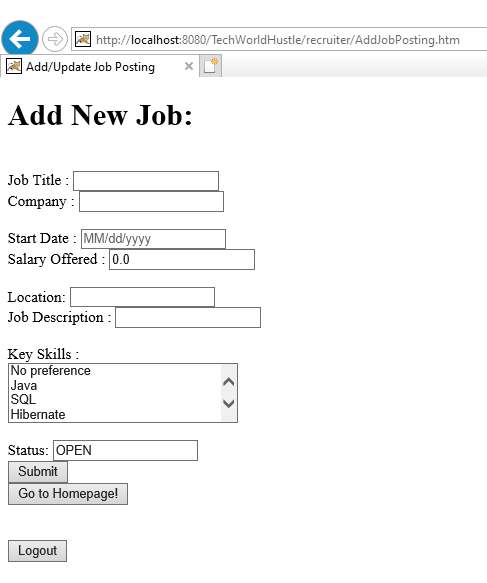 http://localhost:8080/TechWorldHustle/recruiter/AddJobPosting.htm
Add/Update Job Posting
Add New Job:
Job Title :
Company :
Start Date : MM/dd/yyyy
Salary Offered : 0.0
Location:
Job Description :
Key Skills :
No preference
Java
SQL
Hibernate
Status: OPEN
Submit
Go to Homepage!
Logout